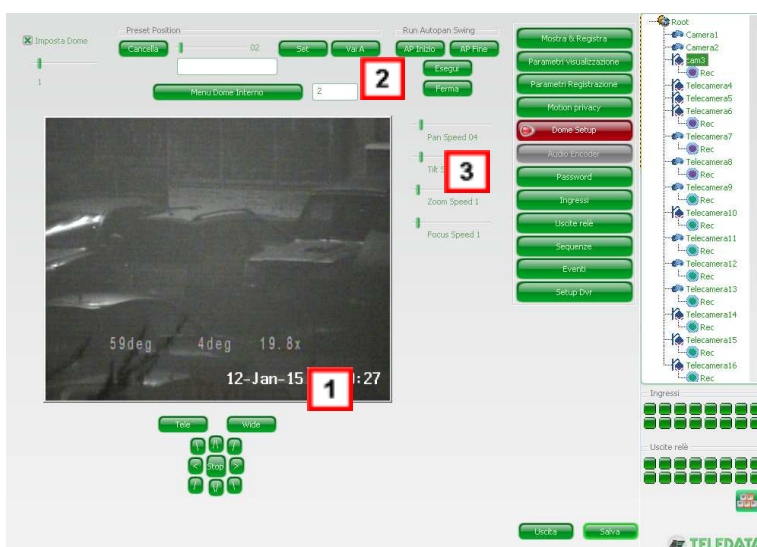 Imposta Dome
1
Preset Position
Cancella
02
Set
Vai A
Menu Dome Interno
2
Run Autopan Swing
AP Inizio
AP Fine
Esegui
Ferma
2
Pan Speed 04
Tilt
3
Zoom Speed 1
Focus Speed 1
59deg 4deg 19.8x
12-Jan-15
:27
1
Tele
Wide
<
Stop
>
Mostra & Registra
Parametri visualizzazione
Parametri Registrazione
Motion privacy
Dome Setup
Audio Encoder
Password
Ingressi
Uscite relè
Sequenze
Eventi
Setup Dvr
Uscita
Salva
Root
Camera1
Camera2
cam3
Rec
Telecamera4
Telecamera5
Telecamera6
Rec
Telecamera7
Rec
Telecamera8
Rec
Telecamera9
Rec
Telecamera10
Rec
Telecamera11
Rec
Telecamera12
Rec
Telecamera13
Rec
Telecamera14
Rec
Telecamera15
Rec
Telecamera16
Rec
Ingressi
Uscite relè
TELEDATA